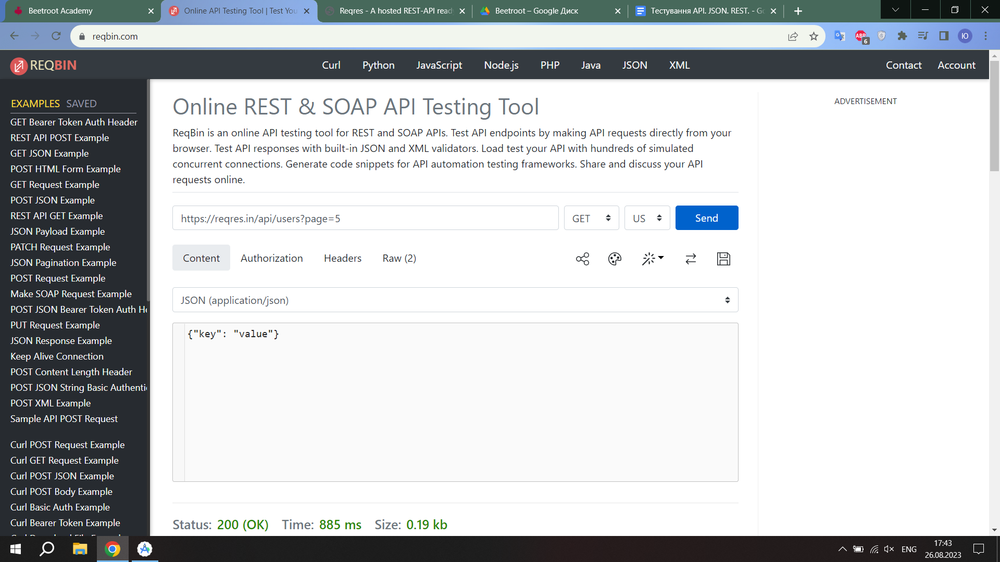 Beetroot Academy
Online API Testing Tool | Test You
Reqres - A hosted REST-API read
Beetroot – Google Диск
Тестування API. JSON. REST. - Go
reqbin.com
ABP
6
Ю
REQBIN
Curl
Python
JavaScript
Node.js
PHP
Java
JSON
XML
Contact
Account
EXAMPLES
SAVED
GET Bearer Token Auth Header
REST API POST Example
GET JSON Example
POST HTML Form Example
GET Request Example
POST JSON Example
REST API GET Example
JSON Payload Example
PATCH Request Example
JSON Pagination Example
POST Request Example
Make SOAP Request Example
POST JSON Bearer Token Auth He
PUT Request Example
JSON Response Example
Keep Alive Connection
POST Content Length Header
POST JSON String Basic Authenti
POST XML Example
Sample API POST Request
Curl POST Request Example
Curl GET Request Example
Curl POST JSON Example
Curl POST Body Example
Curl Basic Auth Example
Curl Bearer Token Example
Online REST & SOAP API Testing Tool
ReqBin is an online API testing tool for REST and SOAP APIs. Test API endpoints by making API requests directly from your
browser. Test API responses with built-in JSON and XML validators. Load test your API with hundreds of simulated
concurrent connections. Generate code snippets for API automation testing frameworks. Share and discuss your API
requests online.
https://reqres.in/api/users?page=5
GET
US
Send
Content
Authorization
Headers
Raw (2)
JSON (application/json)
{"key": "value"}
Status: 200 (OK) Time: 885 ms Size: 0.19 kb
ADVERTISEMENT
ENG
17:43
26.08.2023